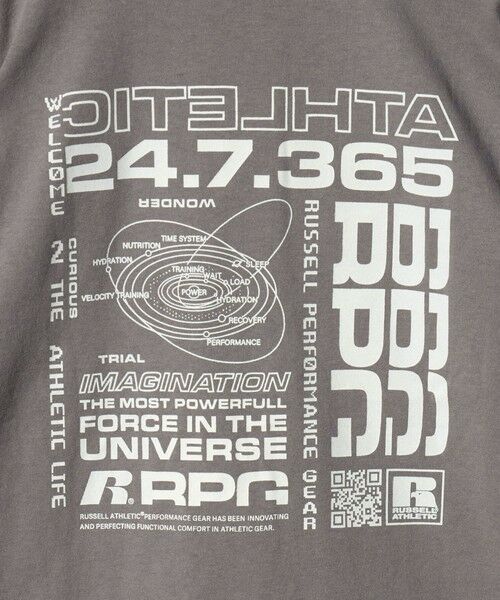 ATHLETIC
24.7.365
WELCOME 2 THE ATHLETIC LIFE
WONDER
CURIOUS
TIME SYSTEM
NUTRITION
HYDRATION
SLEEP
TRAINING
WAIT
LOAD
VELOCITY TRAINING
POWER
HYDRATION
RECOVERY
PERFORMANCE
TRIAL
RUSSELL PERFORMANCE GEAR
RPG
IMAGINATION
THE MOST POWERFULL
FORCE IN THE
UNIVERSE
R® RPG
RUSSELL ATHLETIC®PERFORMANCE GEAR HAS BEEN INNOVATING
AND PERFECTING FUNCTIONAL COMFORT IN ATHLETIC GEAR.
R
RUSSELL
ATHLETIC